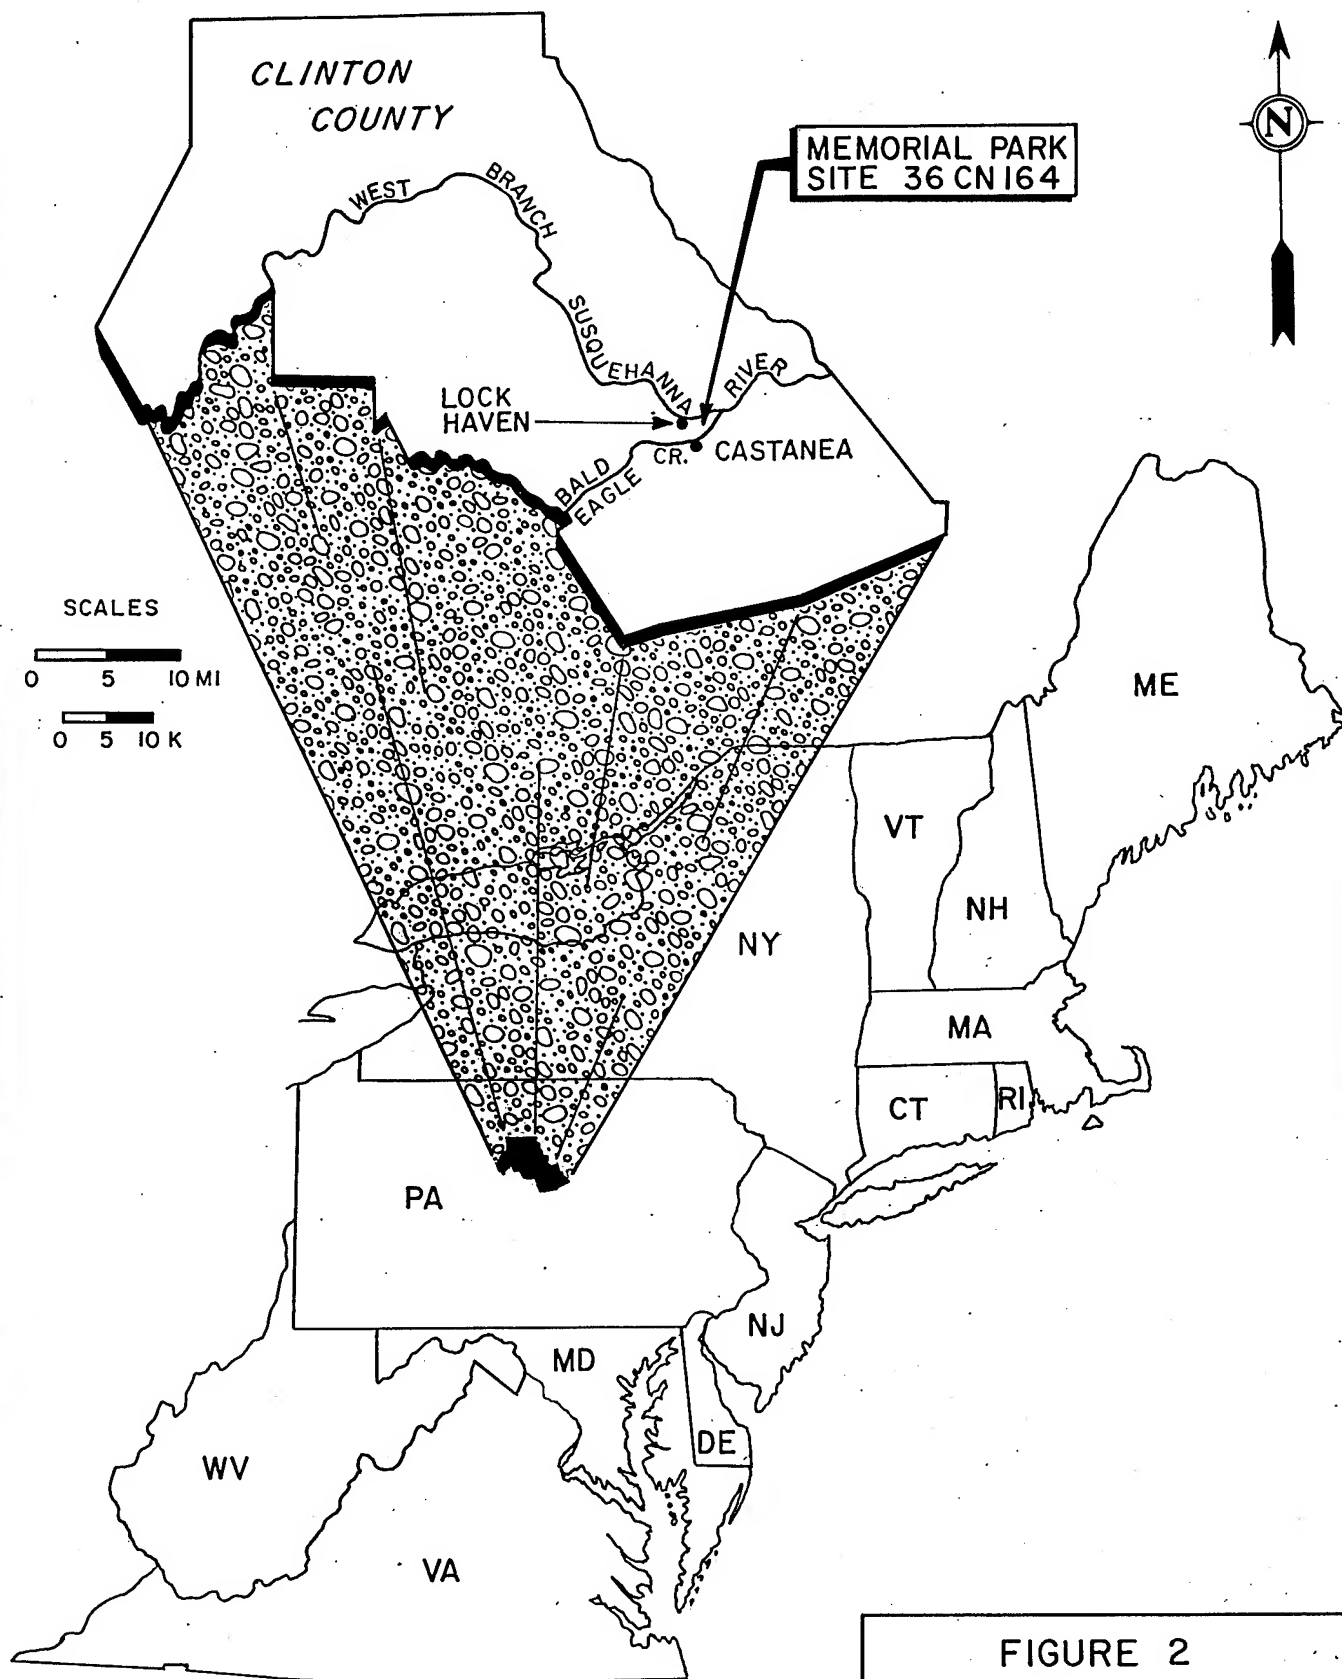 CLINTON
COUNTY
N
MEMORIAL PARK
SITE 36 CN 164
WEST BRANCH SUSQUEHANNA RIVER
LOCK
HAVEN
CASTANEA
BALD
EAGLE
CR.
SCALES
0 5 10 MI
0 5 10 K
ME
VT
NH
NY
MA
CT
RI
PA
NJ
MD
DE
WV
VA
FIGURE 2